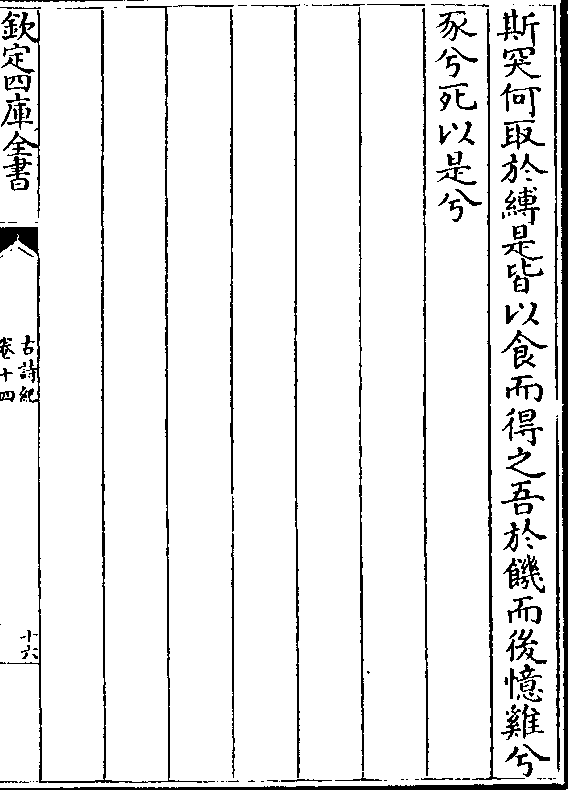 斯突何取於縛是皆以食而得之吾於饑而後憶雞兮
豕兮死以是兮
欽定四庫全書
古詩紀
卷十四
十六